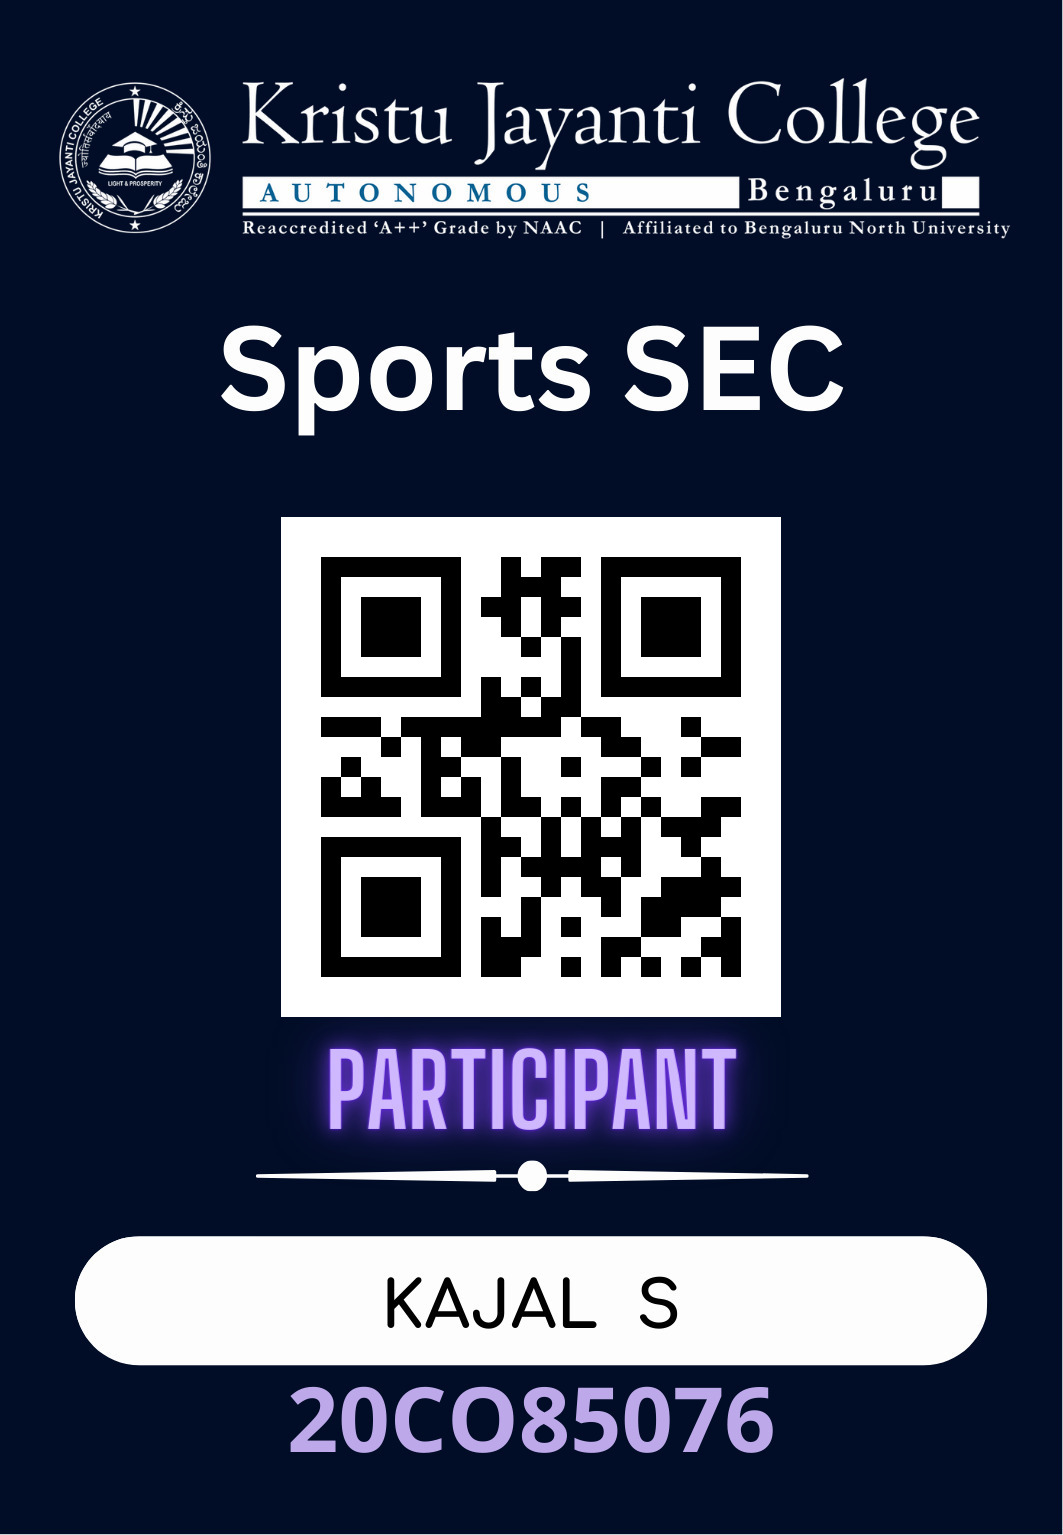 KRISTU JAYANTI COLLEGE
ಕ್ರಿಸ್ತು ಜಯಂತಿ ಕಾಲೇಜು
LIGHT & PROSPERITY
Kristu Jayanti College
AUTONOMOUS Bengaluru
Reaccredited ‘A++’ Grade by NAAC | Affiliated to Bengaluru North University
Sports SEC
PARTICIPANT
KAJAL S
20CO85076